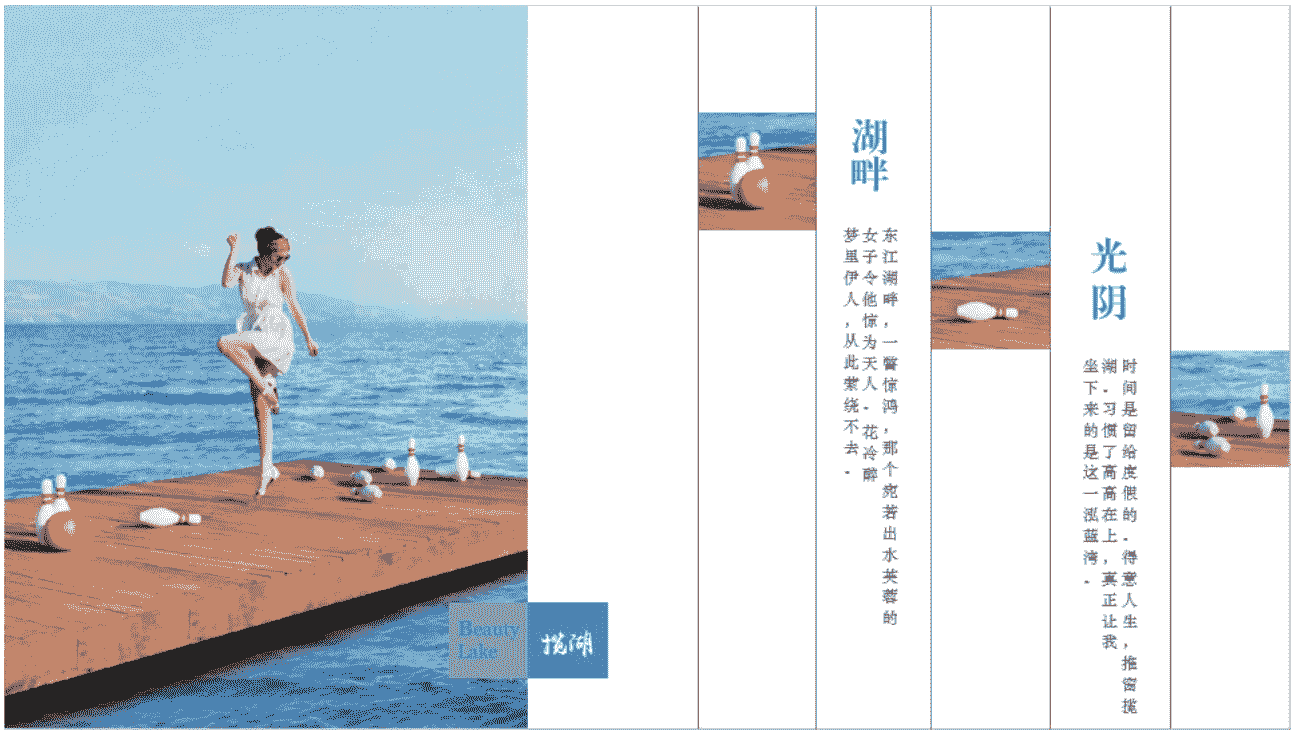 Beauty
Lake
揽湖
湖畔
东江湖畔，一瞥惊鸿，那个宛若出水芙蓉的
女子令他惊为天人。花冷醉
梦里伊人，从此萦绕不去。
光阴
时间是留给度假的。得意人生，推窗揽
湖。习惯了高高在上，真正让我
坐下来的是这一泓蓝湾。